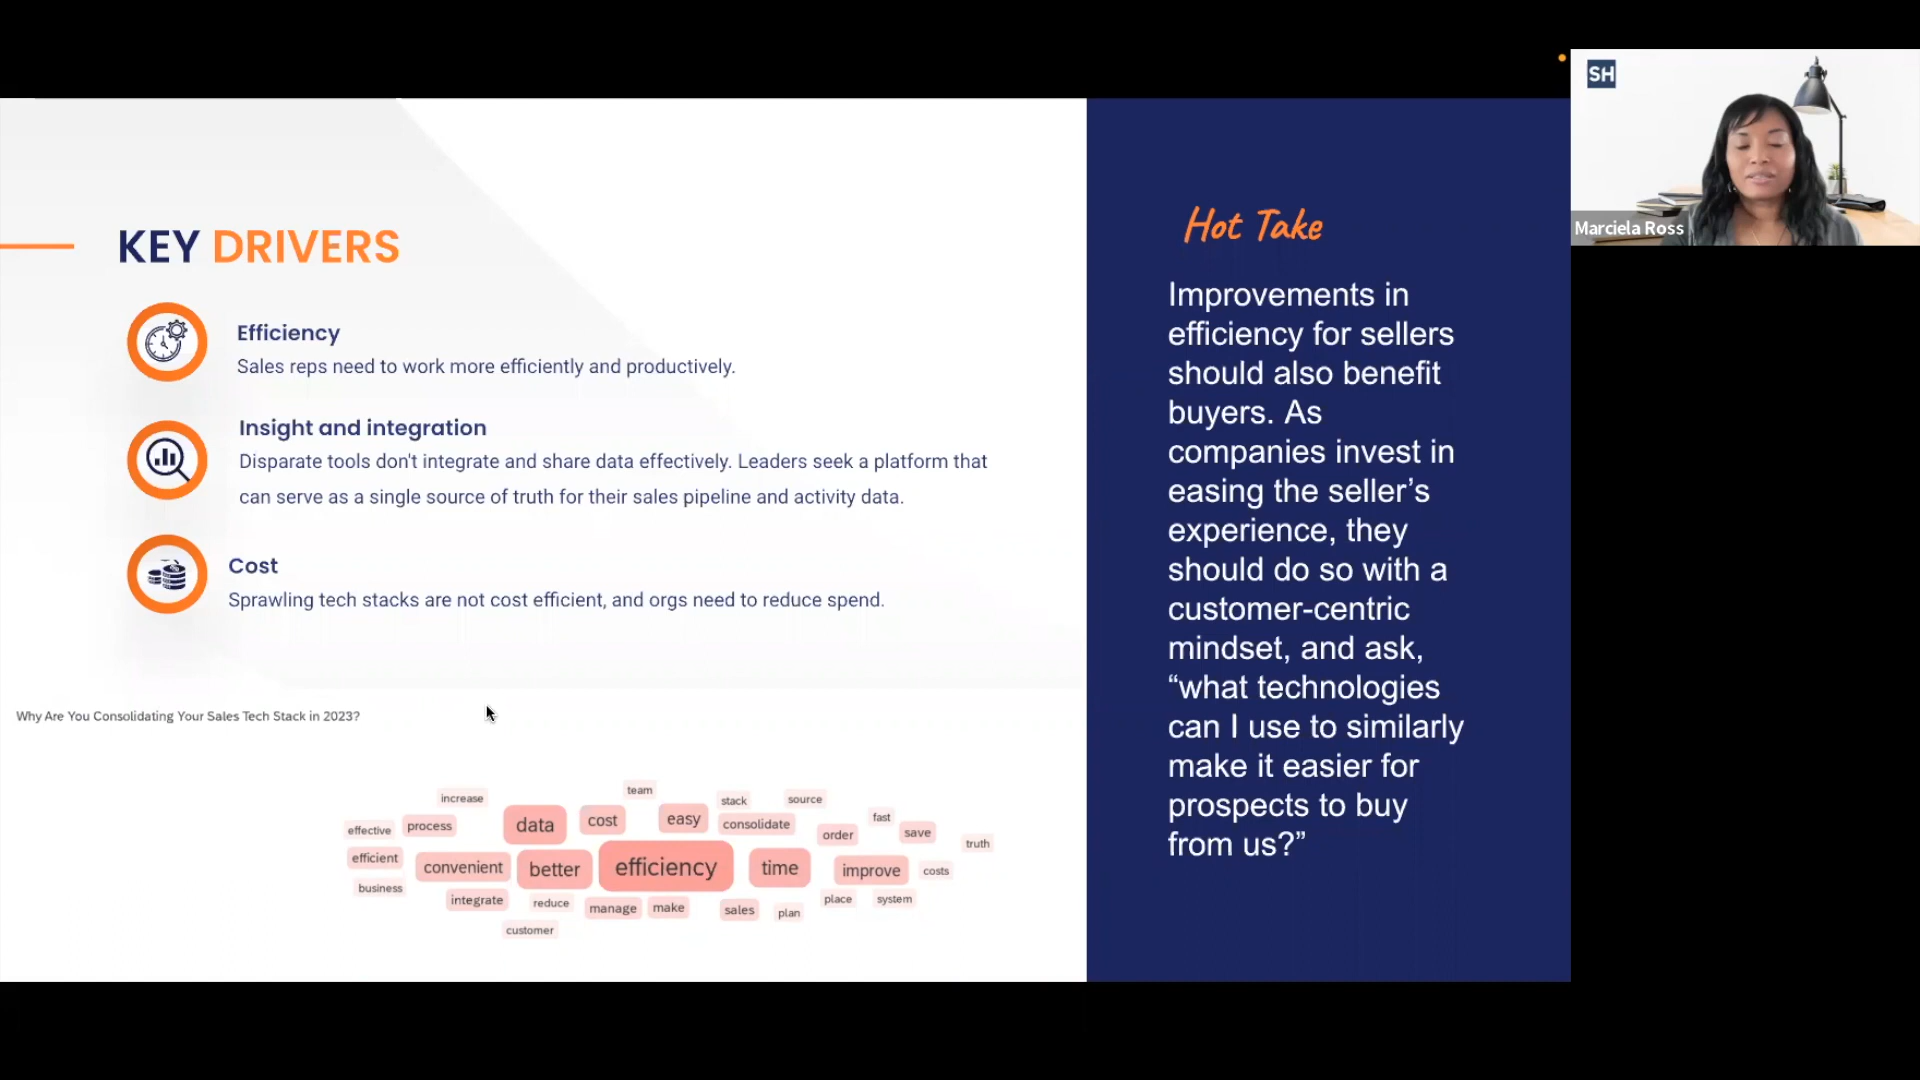 KEY DRIVERS
Efficiency
Sales reps need to work more efficiently and productively.
Insight and integration
Disparate tools don't integrate and share data effectively. Leaders seek a platform that
can serve as a single source of truth for their sales pipeline and activity data.
Cost
Sprawling tech stacks are not cost efficient, and orgs need to reduce spend.
Why Are You Consolidating Your Sales Tech Stack in 2023?
team
increase
stack
source
data
cost
easy
consolidate
fast
effective
process
order
save
truth
efficient
convenient
better
efficiency
time
improve
costs
business
integrate
reduce
manage
make
sales
plan
place
system
customer
Hot Take
Improvements in
efficiency for sellers
should also benefit
buyers. As
companies invest in
easing the seller’s
experience, they
should do so with a
customer-centric
mindset, and ask,
“what technologies
can I use to similarly
make it easier for
prospects to buy
from us?”
SH
Marciela Ross